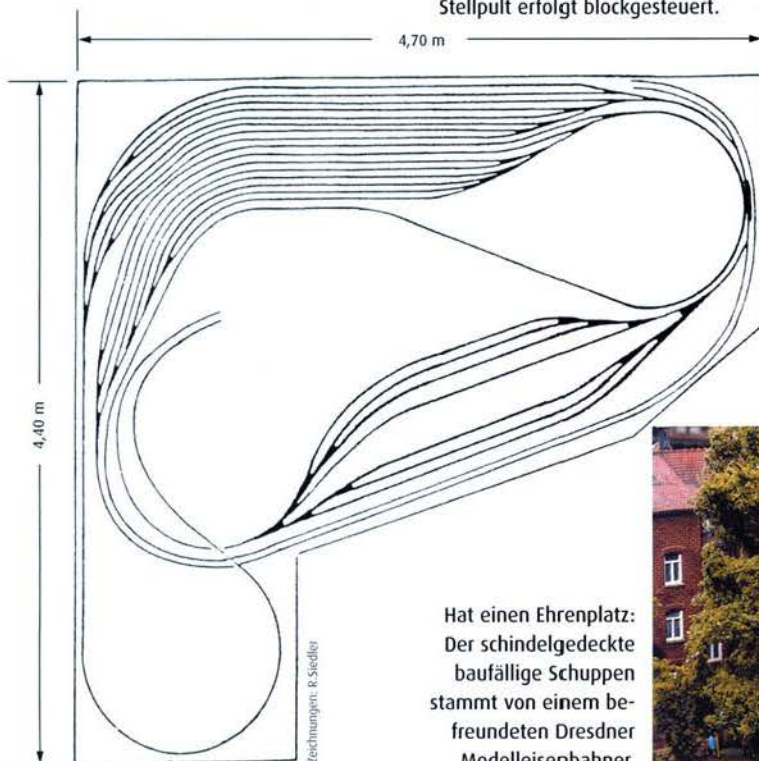 Stellpult erfolgt blockgesteuert.
4,70 m
4,40 m
Zeichnungen: R.Siedler
Hat einen Ehrenplatz:
Der schindelgedeckte
baufällige Schuppen
stammt von einem be-
freundeten Dresdner
Modelleisenbahner.